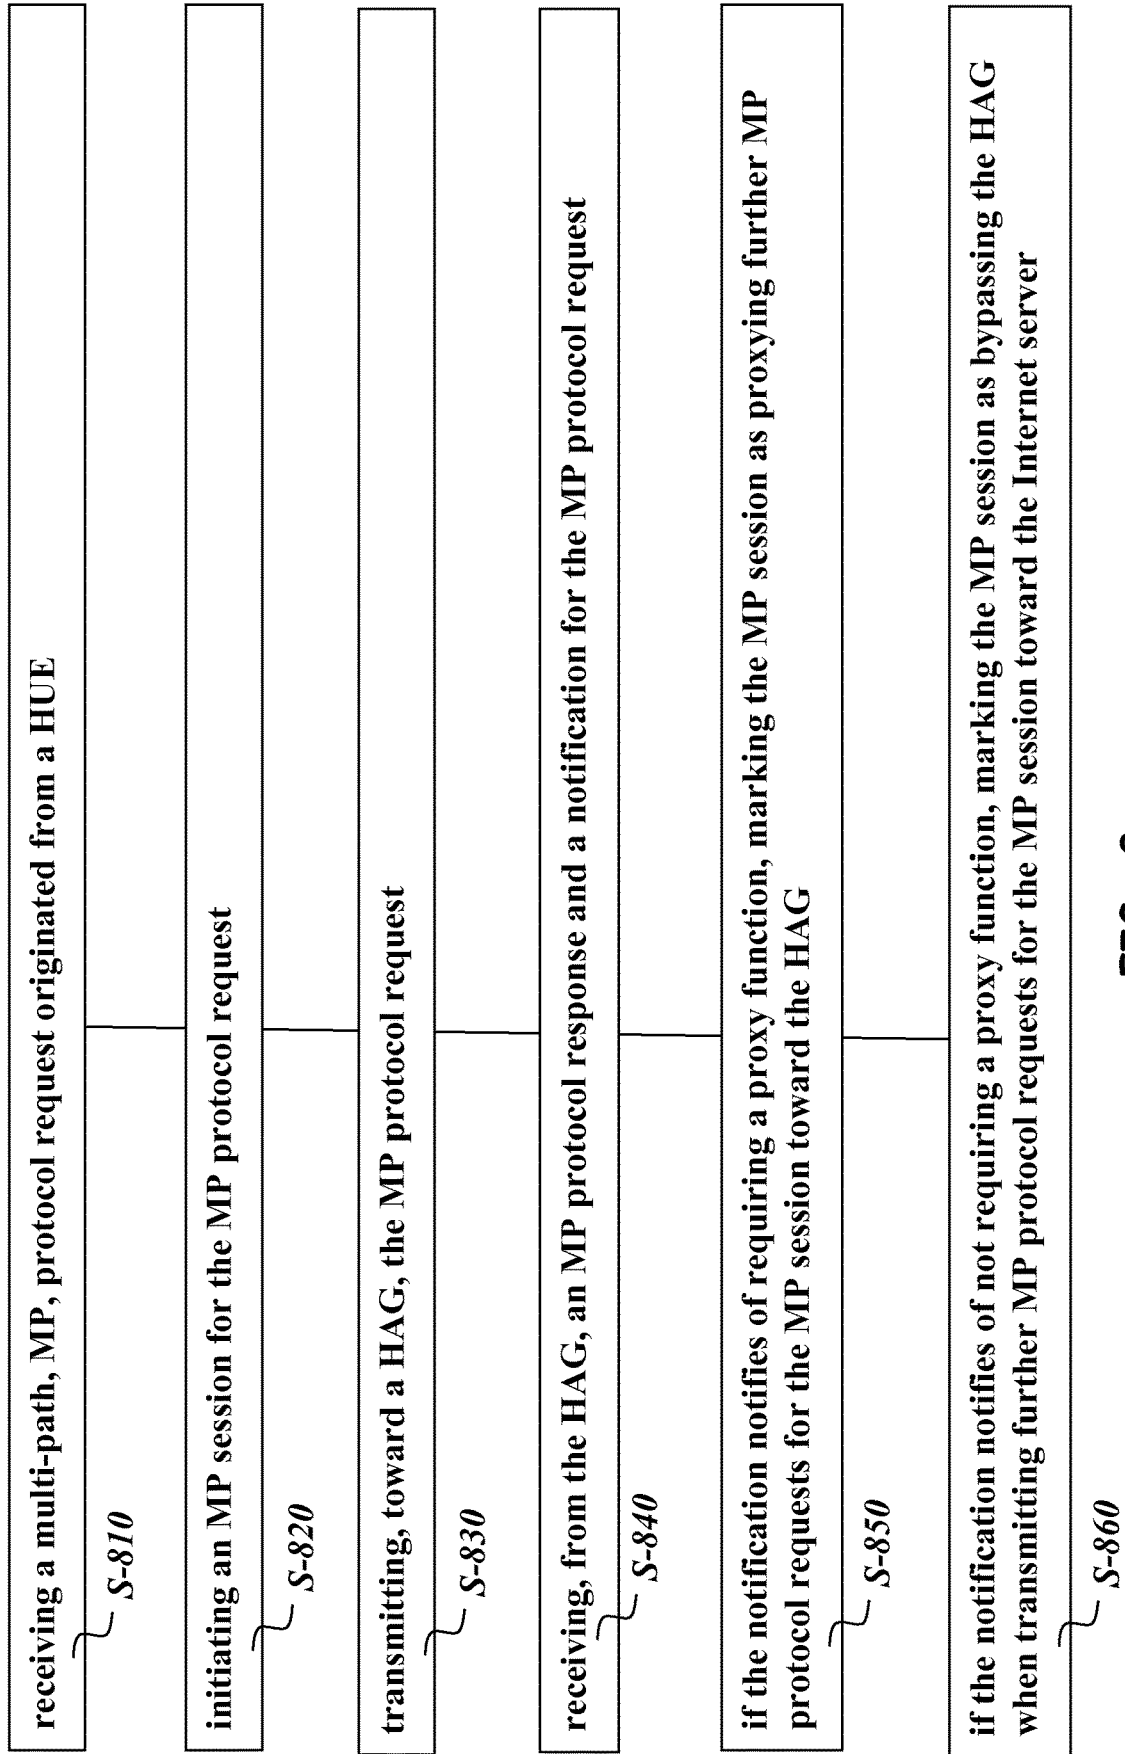 receiving a multi-path, MP, protocol request originated from a HUE
S-810
initiating an MP session for the MP protocol request
S-820
transmitting, toward a HAG, the MP protocol request
S-830
receiving, from the HAG, an MP protocol response and a notification for the MP protocol request
S-840
if the notification notifies of requiring a proxy function, marking the MP session as proxying further MP
protocol requests for the MP session toward the HAG
S-850
if the notification notifies of not requiring a proxy function, marking the MP session as bypassing the HAG
when transmitting further MP protocol requests for the MP session toward the Internet server
S-860